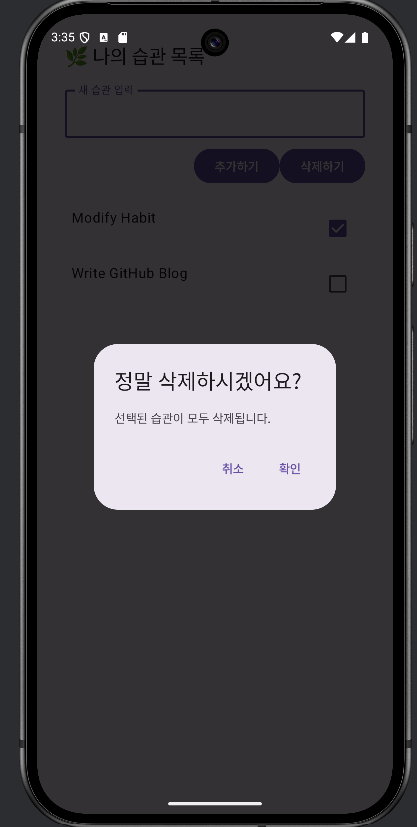 3:35
🌿 나의 습관 목록
새 습관 입력
추가하기 삭제하기
Modify Habit
Write GitHub Blog
정말 삭제하시겠어요?
선택된 습관이 모두 삭제됩니다.
취소 확인